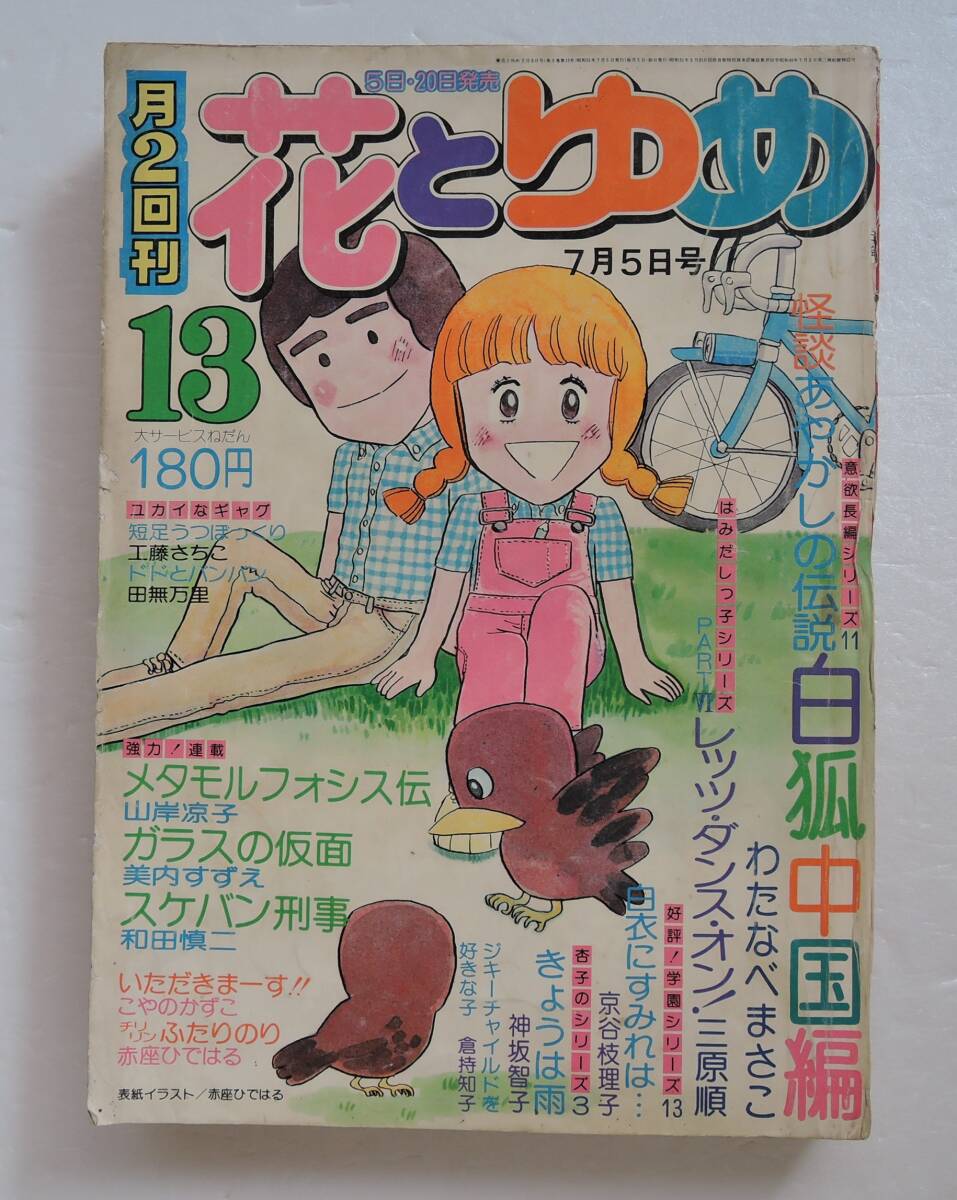 5日・20日発売
月2回刊
花とゆめ
7月5日号
13
大サービスねだん
180円
ユカイなギャグ
短足うつぼっくり
工藤さちこ
ドドとバンバン
田無万里
強力!連載
メタモルフォシス伝
山岸凉子
ガラスの仮面
美内すずえ
スケバン刑事
和田慎二
いただきまーす!!
こやのかずこ
チリリンふたりのり
赤座ひではる
表紙イラスト/赤座ひではる
意欲長編シリーズ11
怪談あやかしの伝説
白狐中国編
わたなべまさこ
はみだしっ子シリーズ
PART VI
レッツ・ダンス・オン!
三原順
好評!学園シリーズ13
白衣にすみれは…
京谷枝理子
杏子のシリーズ3
きょうは雨
神坂智子
ジキーチャイルドを
好きな子
倉持知子